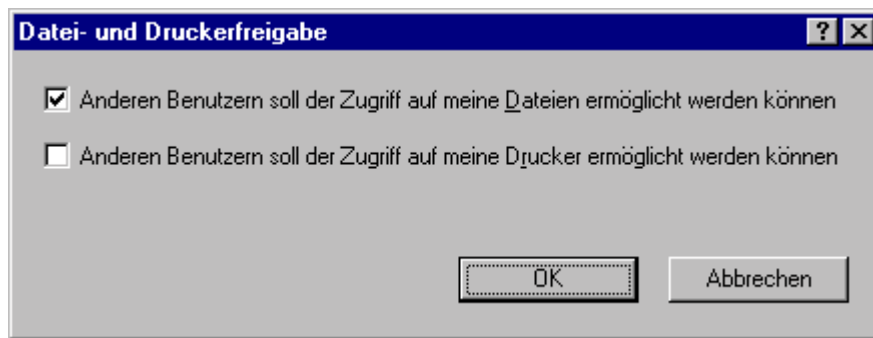 Datei- und Druckerfreigabe
Anderen Benutzern soll der Zugriff auf meine Dateien ermöglicht werden können
Anderen Benutzern soll der Zugriff auf meine Drucker ermöglicht werden können
OK Abbrechen